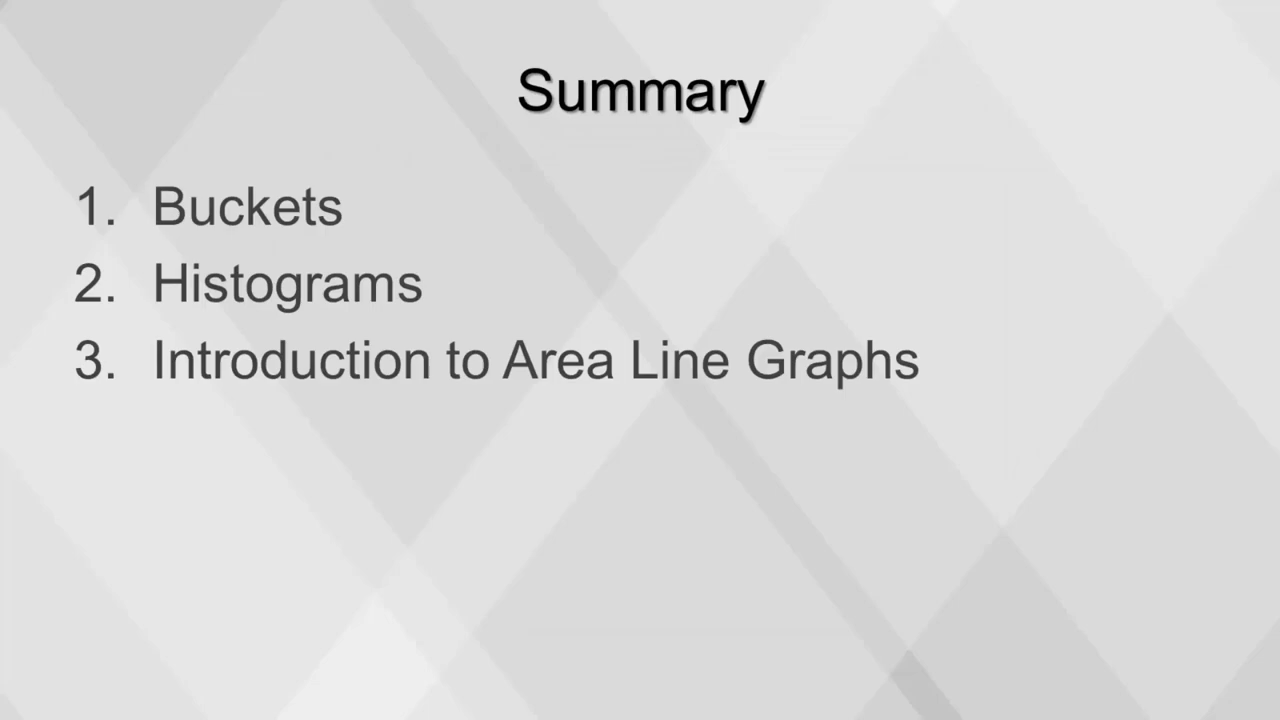 Summary
1. Buckets
2. Histograms
3. Introduction to Area Line Graphs